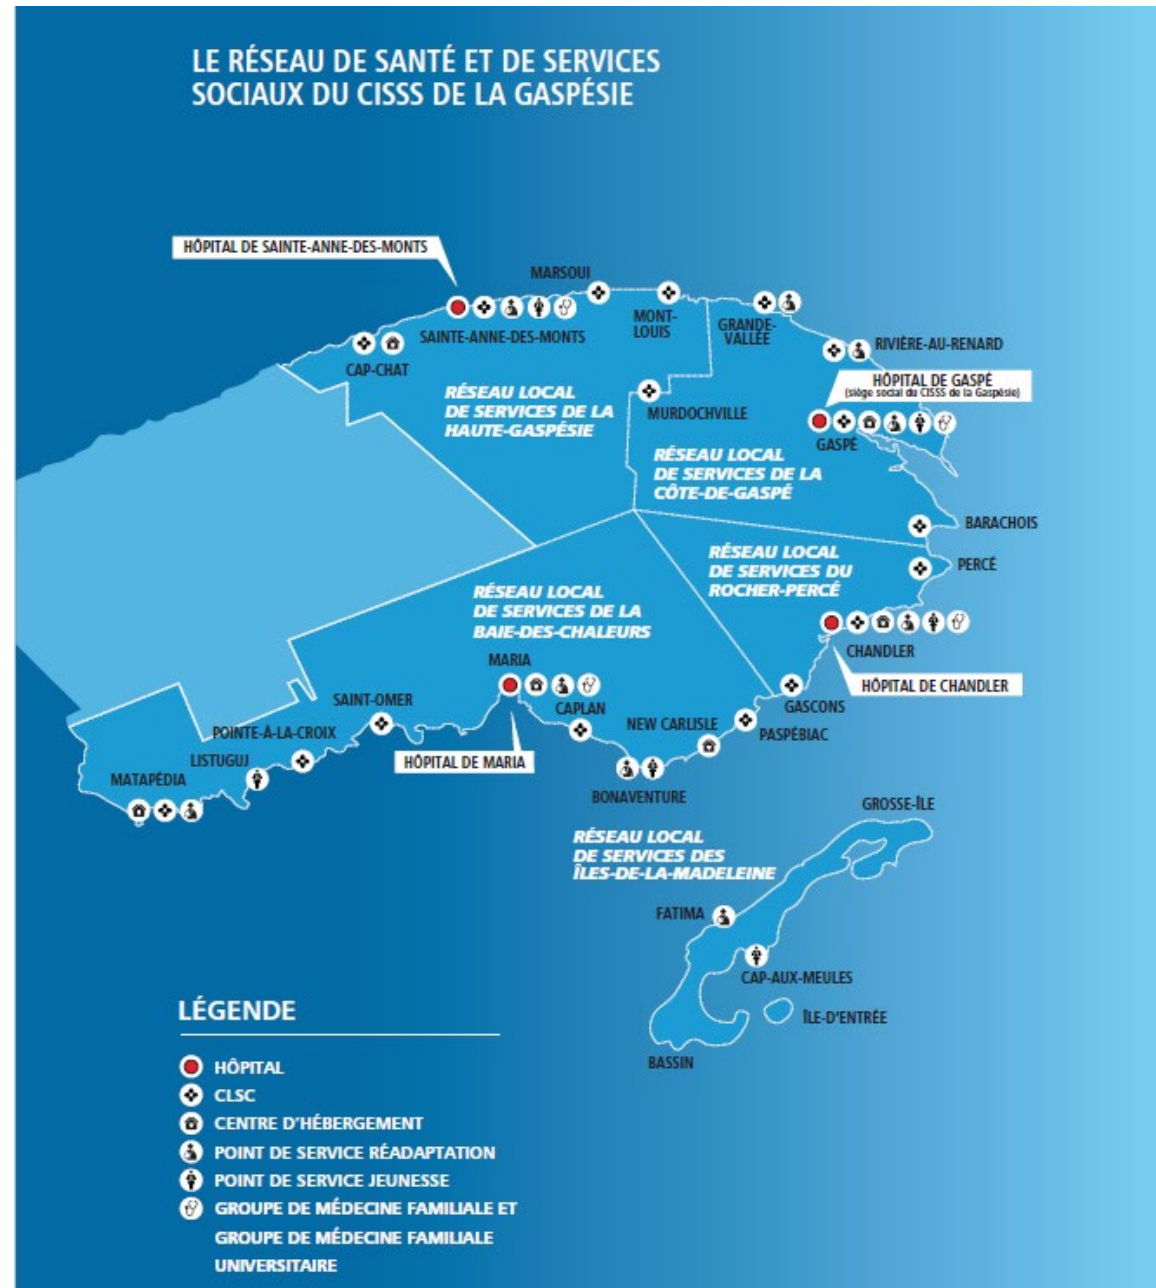 LE RÉSEAU DE SANTÉ ET DE SERVICES
SOCIAUX DU CISSS DE LA GASPÉSIE
HÔPITAL DE SAINTE-ANNE-DES-MONTS
MARSOUI
MONT-
LOUIS
GRANDE-
VALLÉE
SAINTE-ANNE-DES-MONTS
RIVIÈRE-AU-RENARD
CAP-CHAT
HÔPITAL DE GASPÉ
(siège social du CISSS de la Gaspésie)
RÉSEAU LOCAL
DE SERVICES DE LA
HAUTE-GASPÉSIE
MURDOCHVILLE
GASPÉ
RÉSEAU LOCAL
DE SERVICES DE LA
CÔTE-DE-GASPÉ
BARACHOIS
RÉSEAU LOCAL
DE SERVICES DU
ROCHER-PERCÉ
PERCÉ
RÉSEAU LOCAL
DE SERVICES DE LA
BAIE-DES-CHALEURS
CHANDLER
MARIA
HÔPITAL DE CHANDLER
SAINT-OMER
CAPLAN
GASCONS
NEW CARLISLE
PASPÉBIAC
POINTE-À-LA-CROIX
LISTUGUJ
HÔPITAL DE MARIA
MATAPÉDIA
BONAVENTURE
GROSSE-ÎLE
RÉSEAU LOCAL
DE SERVICES DES
ÎLES-DE-LA-MADELEINE
FATIMA
CAP-AUX-MEULES
ÎLE-D'ENTRÉE
BASSIN
LÉGENDE
HÔPITAL
CLSC
CENTRE D'HÉBERGEMENT
POINT DE SERVICE RÉADAPTATION
POINT DE SERVICE JEUNESSE
GROUPE DE MÉDECINE FAMILIALE ET
GROUPE DE MÉDECINE FAMILIALE
UNIVERSITAIRE